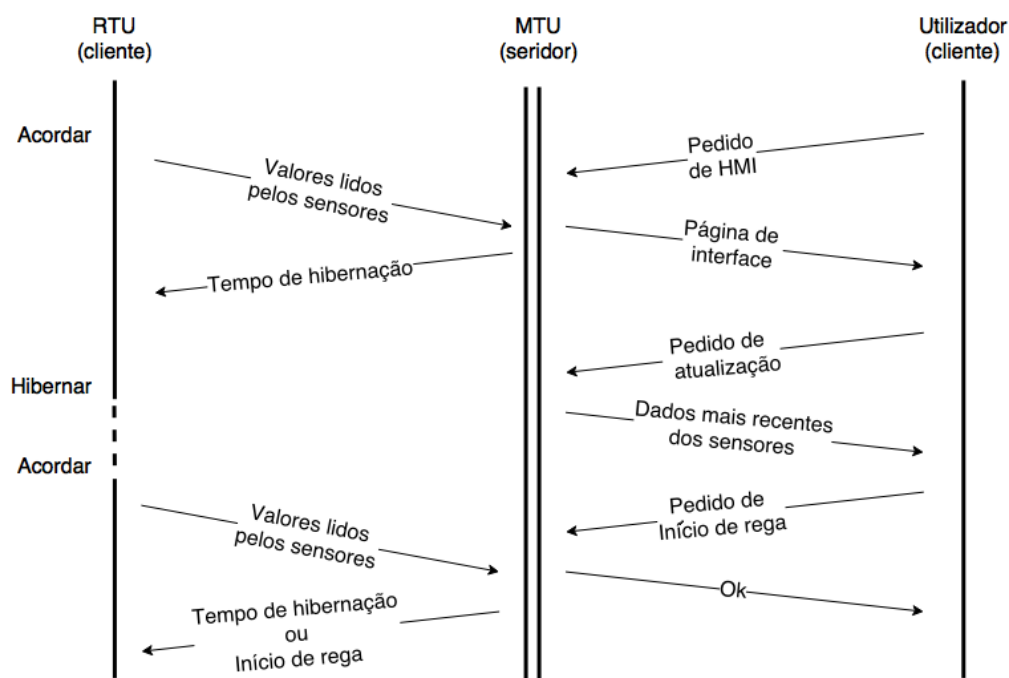 RTU
(cliente)
MTU
(seridor)
Utilizador
(cliente)
Acordar
Valores lidos
pelos sensores
Pedido
de HMI
Página de
interface
Tempo de hibernação
Pedido de
atualização
Hibernar
Dados mais recentes
dos sensores
Acordar
Valores lidos
pelos sensores
Pedido de
Início de rega
Ok
Tempo de hibernação
ou
Início de rega